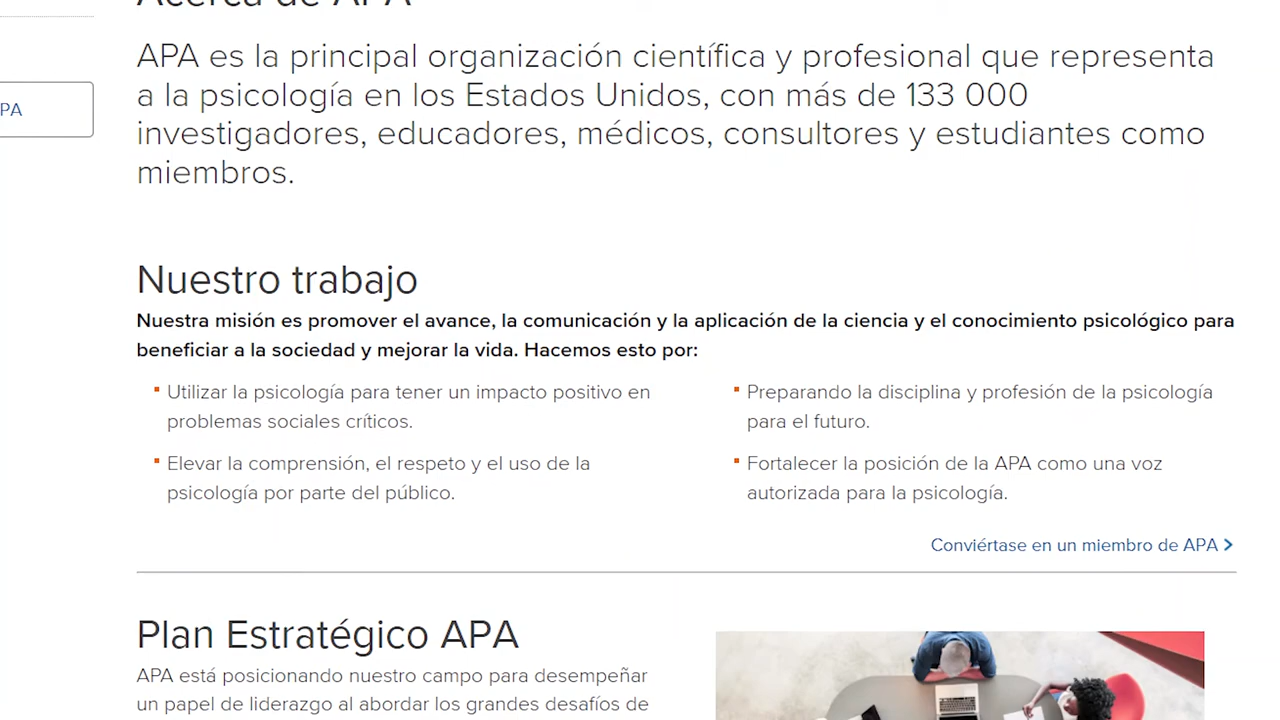 Acerca de APA
PA
APA es la principal organización científica y profesional que representa
a la psicología en los Estados Unidos, con más de 133 000
investigadores, educadores, médicos, consultores y estudiantes como
miembros.
Nuestro trabajo
Nuestra misión es promover el avance, la comunicación y la aplicación de la ciencia y el conocimiento psicológico para
beneficiar a la sociedad y mejorar la vida. Hacemos esto por:
Utilizar la psicología para tener un impacto positivo en
problemas sociales críticos.
Elevar la comprensión, el respeto y el uso de la
psicología por parte del público.
Preparando la disciplina y profesión de la psicología
para el futuro.
Fortalecer la posición de la APA como una voz
autorizada para la psicología.
Conviértase en un miembro de APA >
Plan Estratégico APA
APA está posicionando nuestro campo para desempeñar
un papel de liderazgo al abordar los grandes desafíos de